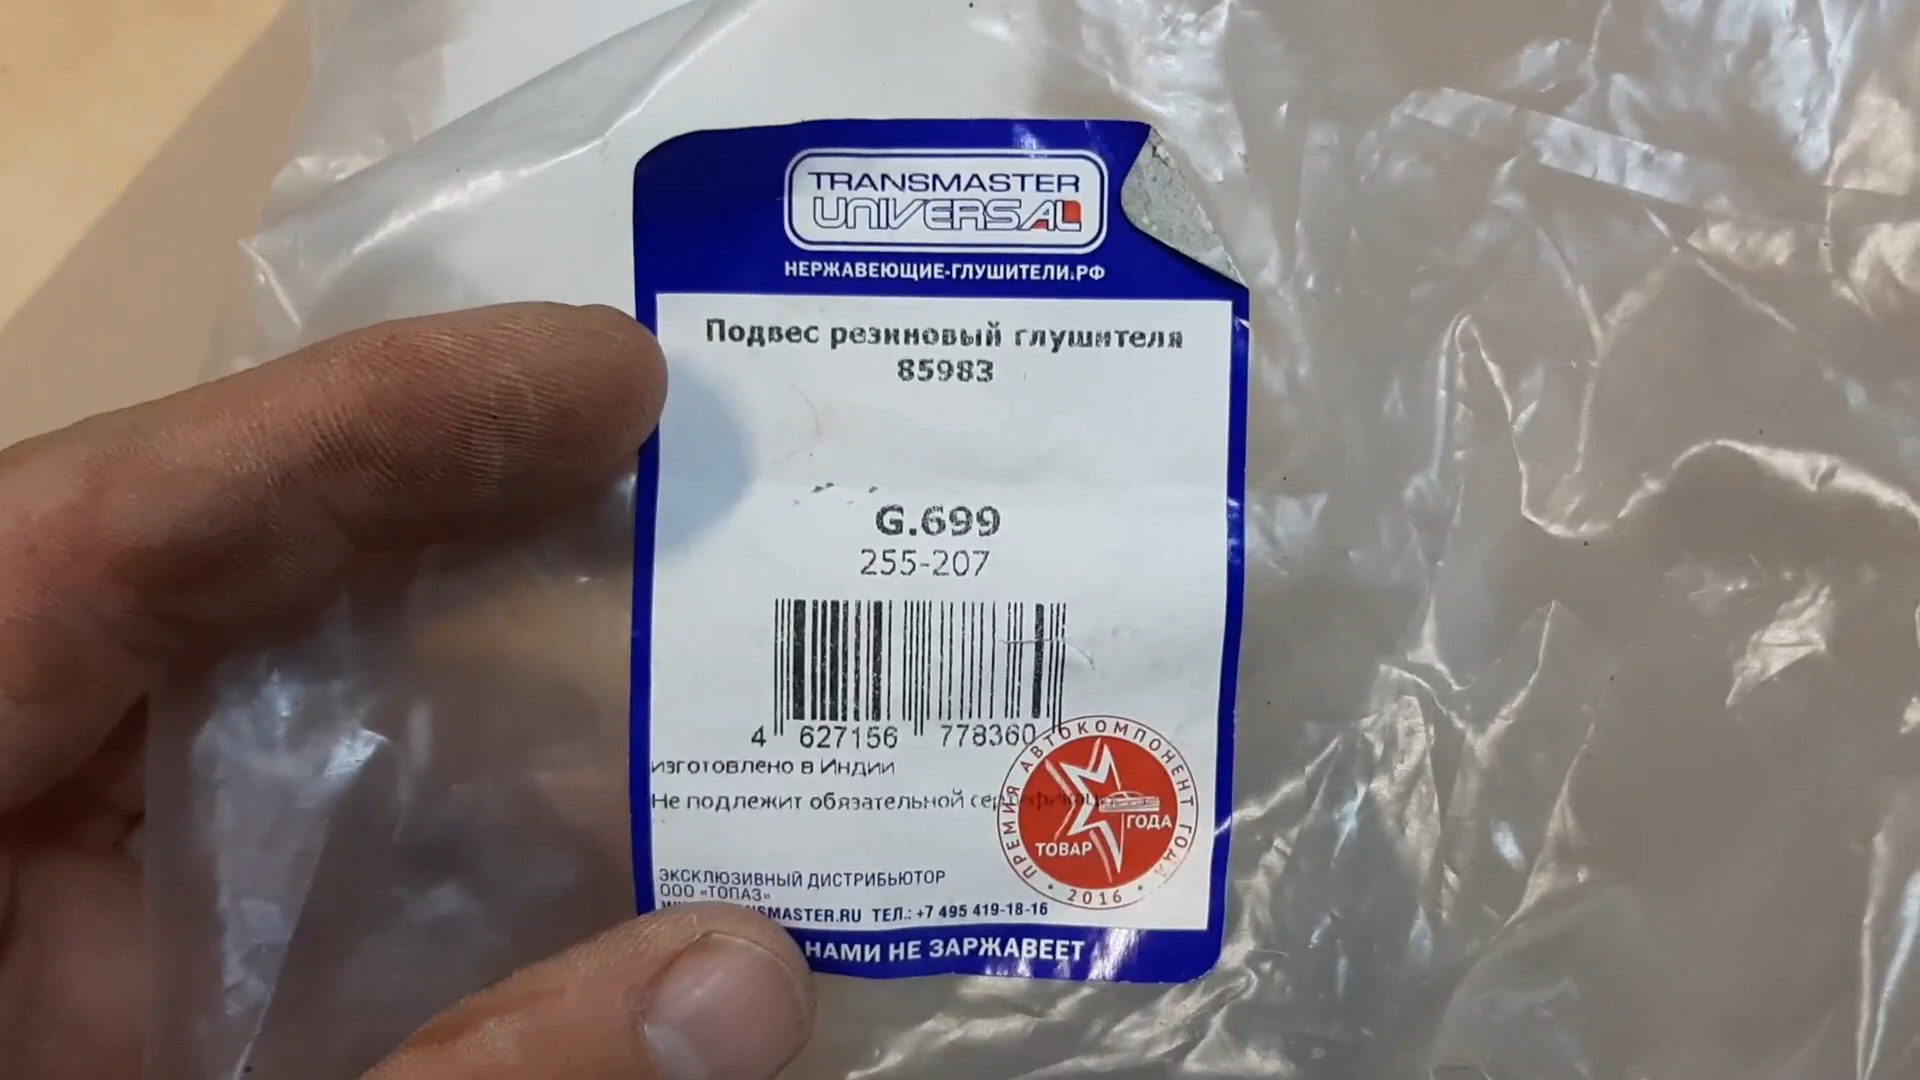 TRANSMASTER
UNIVERSAL
НЕРЖАВЕЮЩИЕ-ГЛУШИТЕЛИ.РФ
Подвес резиновый глушителя
85983
G.699
255-207
4 627156 778360
изготовлено в Индии
Не подлежит обязательной сертификац
ПРЕМИЯ АВТОКОМПОНЕНТ ГОДА
ТОВАР ГОДА
• 2016 •
ЭКСКЛЮЗИВНЫЙ ДИСТРИБЬЮТОР
ООО «ТОПАЗ»
SMASTER.RU ТЕЛ.: +7 495 419-18-16
НАМИ НЕ ЗАРЖАВЕЕТ